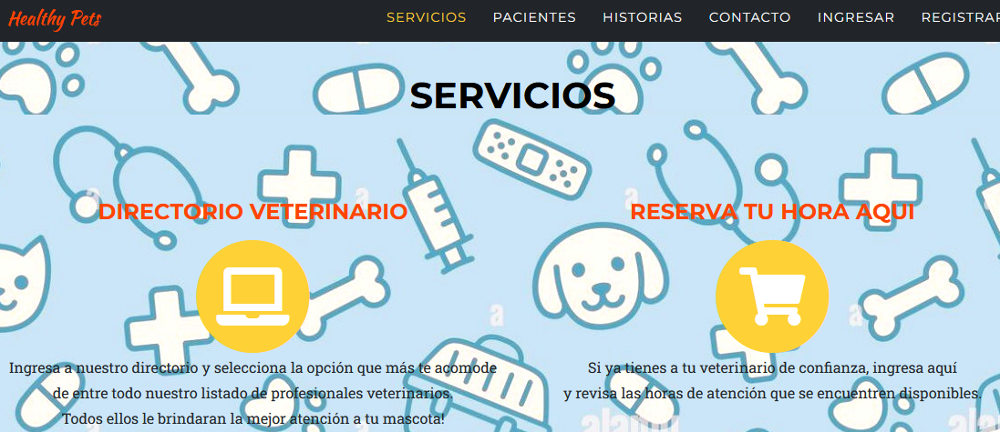 Healthy Pets
SERVICIOS PACIENTES HISTORIAS CONTACTO INGRESAR REGISTRAR
SERVICIOS
DIRECTORIO VETERINARIO
Ingresa a nuestro directorio y selecciona la opción que más te acomode
de entre todo nuestro listado de profesionales veterinarios.
Todos ellos le brindaran la mejor atención a tu mascota!
RESERVA TU HORA AQUI
Si ya tienes a tu veterinario de confianza, ingresa aquí
y revisa las horas de atención que se encuentren disponibles.
a
a
a
a
alamy